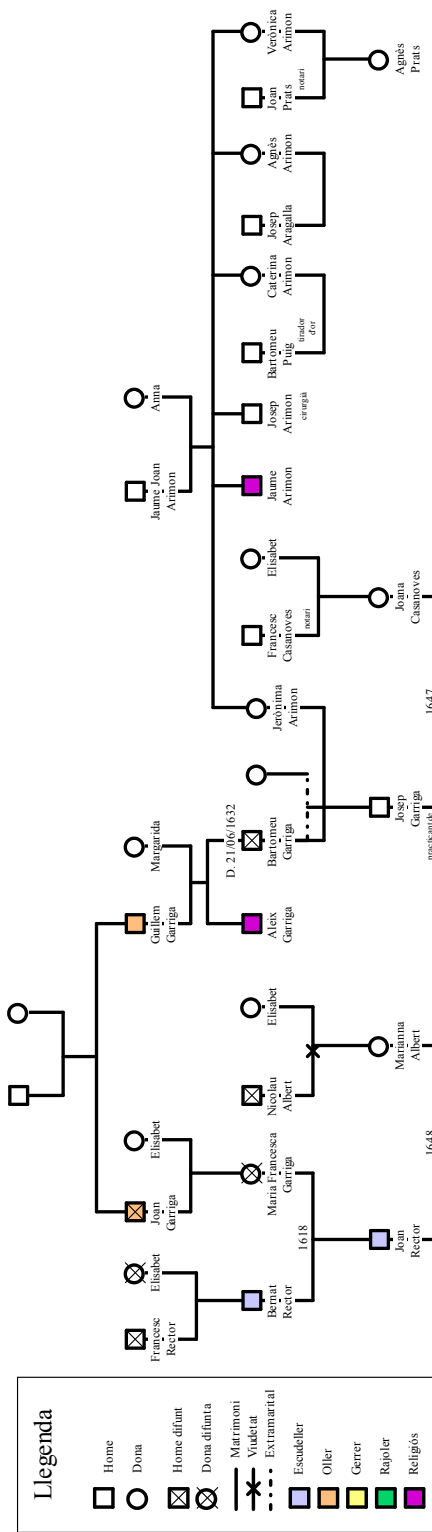 Llegenda
Home
Dona
Home difunt
Dona difunta
Matrimoni
Viudetat
Extramarital
Escudeller
Oller
Gerrer
Rajoler
Religiós
Francesc
Rector
Elisabet
Joan
Garriga
Elisabet
Guillem
Garriga
Margarida
Jaume Joan
Arimon
Anna
Bernat
Rector
1618
Maria Francesca
Garriga
Nicolau
Albert
Elisabet
Aleix
Garriga
D. 21/06/1632
Bartomeu
Garriga
Jerònima
Arimon
Francesc
Casanoves
notari
Elisabet
Jaume
Arimon
Josep
Arimon
cirurgià
Bartomeu
Puig
tirador
d'or
Caterina
Arimon
Josep
Aragalla
Agnès
Arimon
Joan
Prats
notari
Verònica
Arimon
Joan
Rector
1648
Marianna
Albert
Josep
Garriga
practicant de
1647
Joana
Casanoves
Agnès
Prats